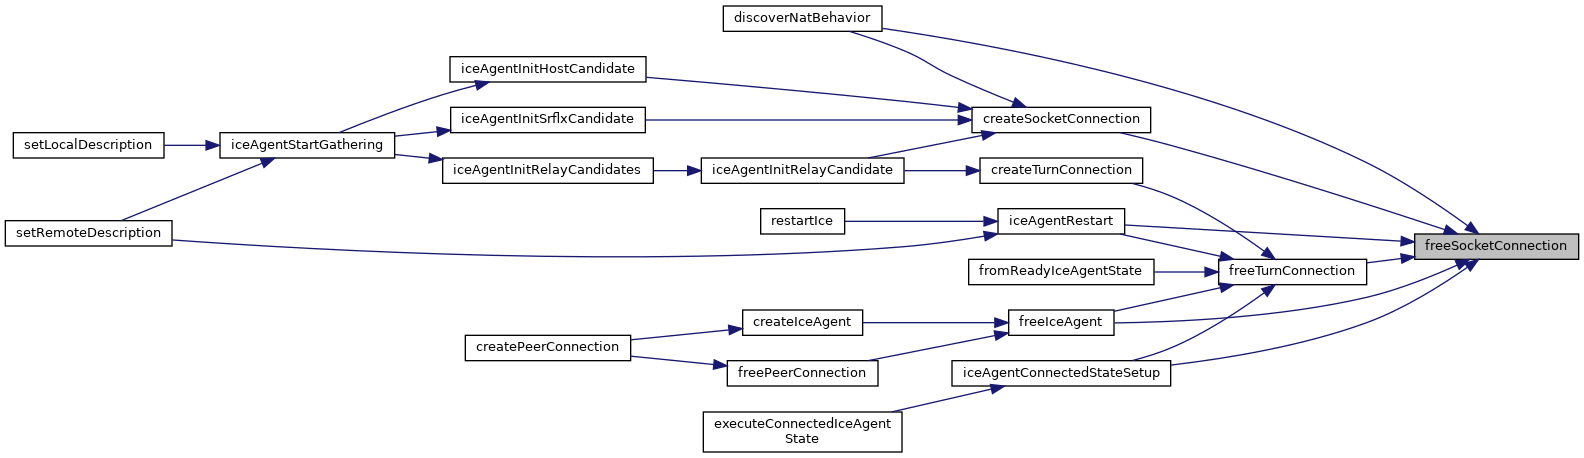 discoverNatBehavior
iceAgentInitHostCandidate
iceAgentInitSrflxCandidate
createSocketConnection
setLocalDescription
iceAgentStartGathering
iceAgentInitRelayCandidates
iceAgentInitRelayCandidate
createTurnConnection
restartIce
iceAgentRestart
setRemoteDescription
freeSocketConnection
fromReadyIceAgentState
freeTurnConnection
createIceAgent
freeIceAgent
createPeerConnection
freePeerConnection
iceAgentConnectedStateSetup
executeConnectedIceAgent
State